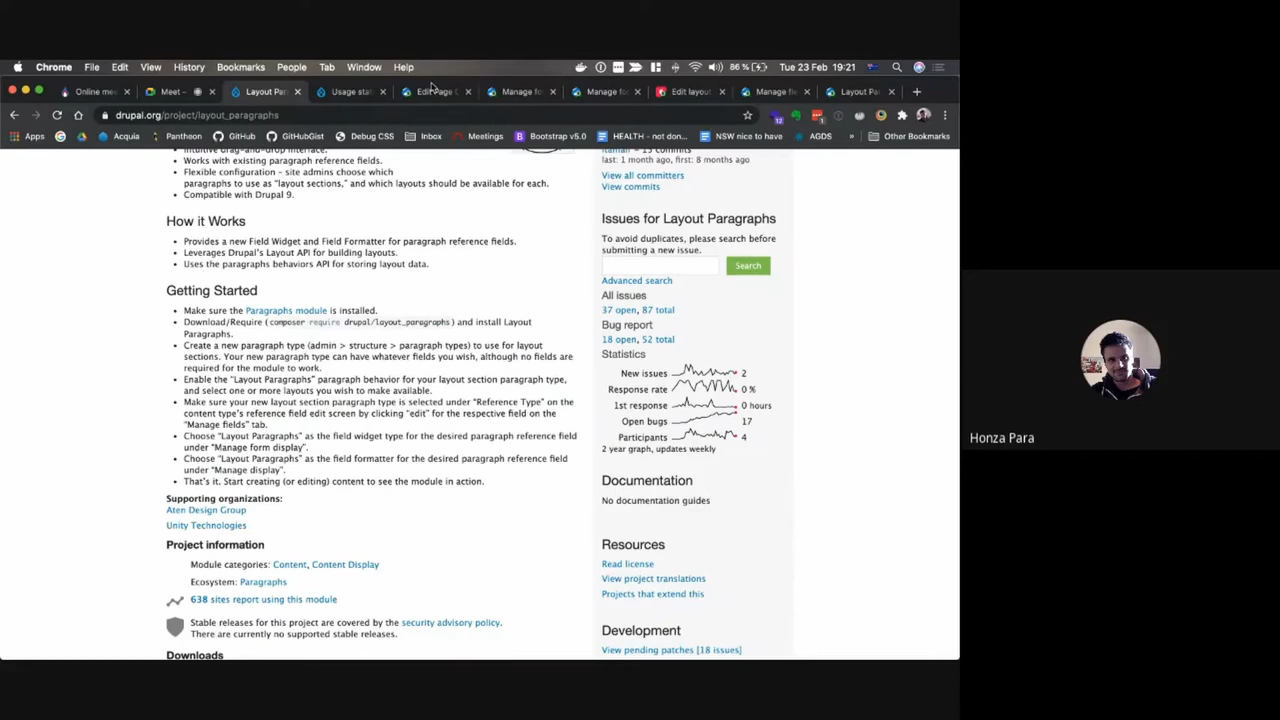 Chrome File Edit View History Bookmarks People Tab Window Help 86 % Tue 23 Feb 19:21
Online me Meet – Layout Par Usage stat Edit Page Manage fo Manage for Edit layout Manage fie Layout Par
drupal.org/project/layout_paragraphs
Apps Acquia Pantheon GitHub GitHubGist Debug CSS Inbox Meetings Bootstrap v5.0 HEALTH - not don... NSW nice to have AGDS » Other Bookmarks
Intuitive drag-and-drop interface.
Works with existing paragraph reference fields.
Flexible configuration – site admins choose which
paragraphs to use as “layout sections,” and which layouts should be available for each.
Compatible with Drupal 9.
How it Works
Provides a new Field Widget and Field Formatter for paragraph reference fields.
Leverages Drupal’s Layout API for building layouts.
Uses the paragraphs behaviors API for storing layout data.
Getting Started
Make sure the Paragraphs module is installed.
Download/Require (composer require drupal/layout_paragraphs) and install Layout
Paragraphs.
Create a new paragraph type (admin > structure > paragraph types) to use for layout
sections. Your new paragraph type can have whatever fields you wish, although no fields are
required for the module to work.
Enable the “Layout Paragraphs” paragraph behavior for your layout section paragraph type,
and select one or more layouts you wish to make available.
Make sure your new layout section paragraph type is selected under “Reference Type” on the
content type’s reference field edit screen by clicking “edit” for the respective field on the
“Manage fields” tab.
Choose “Layout Paragraphs” as the field widget type for the desired paragraph reference field
under “Manage form display”.
Choose “Layout Paragraphs” as the field formatter for the desired paragraph reference field
under “Manage display”.
That’s it. Start creating (or editing) content to see the module in action.
Supporting organizations:
Aten Design Group
Unity Technologies
Project information
Module categories: Content, Content Display
Ecosystem: Paragraphs
638 sites report using this module
Stable releases for this project are covered by the security advisory policy.
There are currently no supported stable releases.
Downloads
last: 1 month ago, first: 8 months ago
View all committers
View commits
Issues for Layout Paragraphs
To avoid duplicates, please search before
submitting a new issue.
Search
Advanced search
All issues
37 open, 87 total
Bug report
18 open, 52 total
Statistics
New issues 2
Response rate 0 %
1st response 0 hours
Open bugs 17
Participants 4
2 year graph, updates weekly
Documentation
No documentation guides
Resources
Read license
View project translations
Projects that extend this
Development
View pending patches [18 issues]
Honza Para